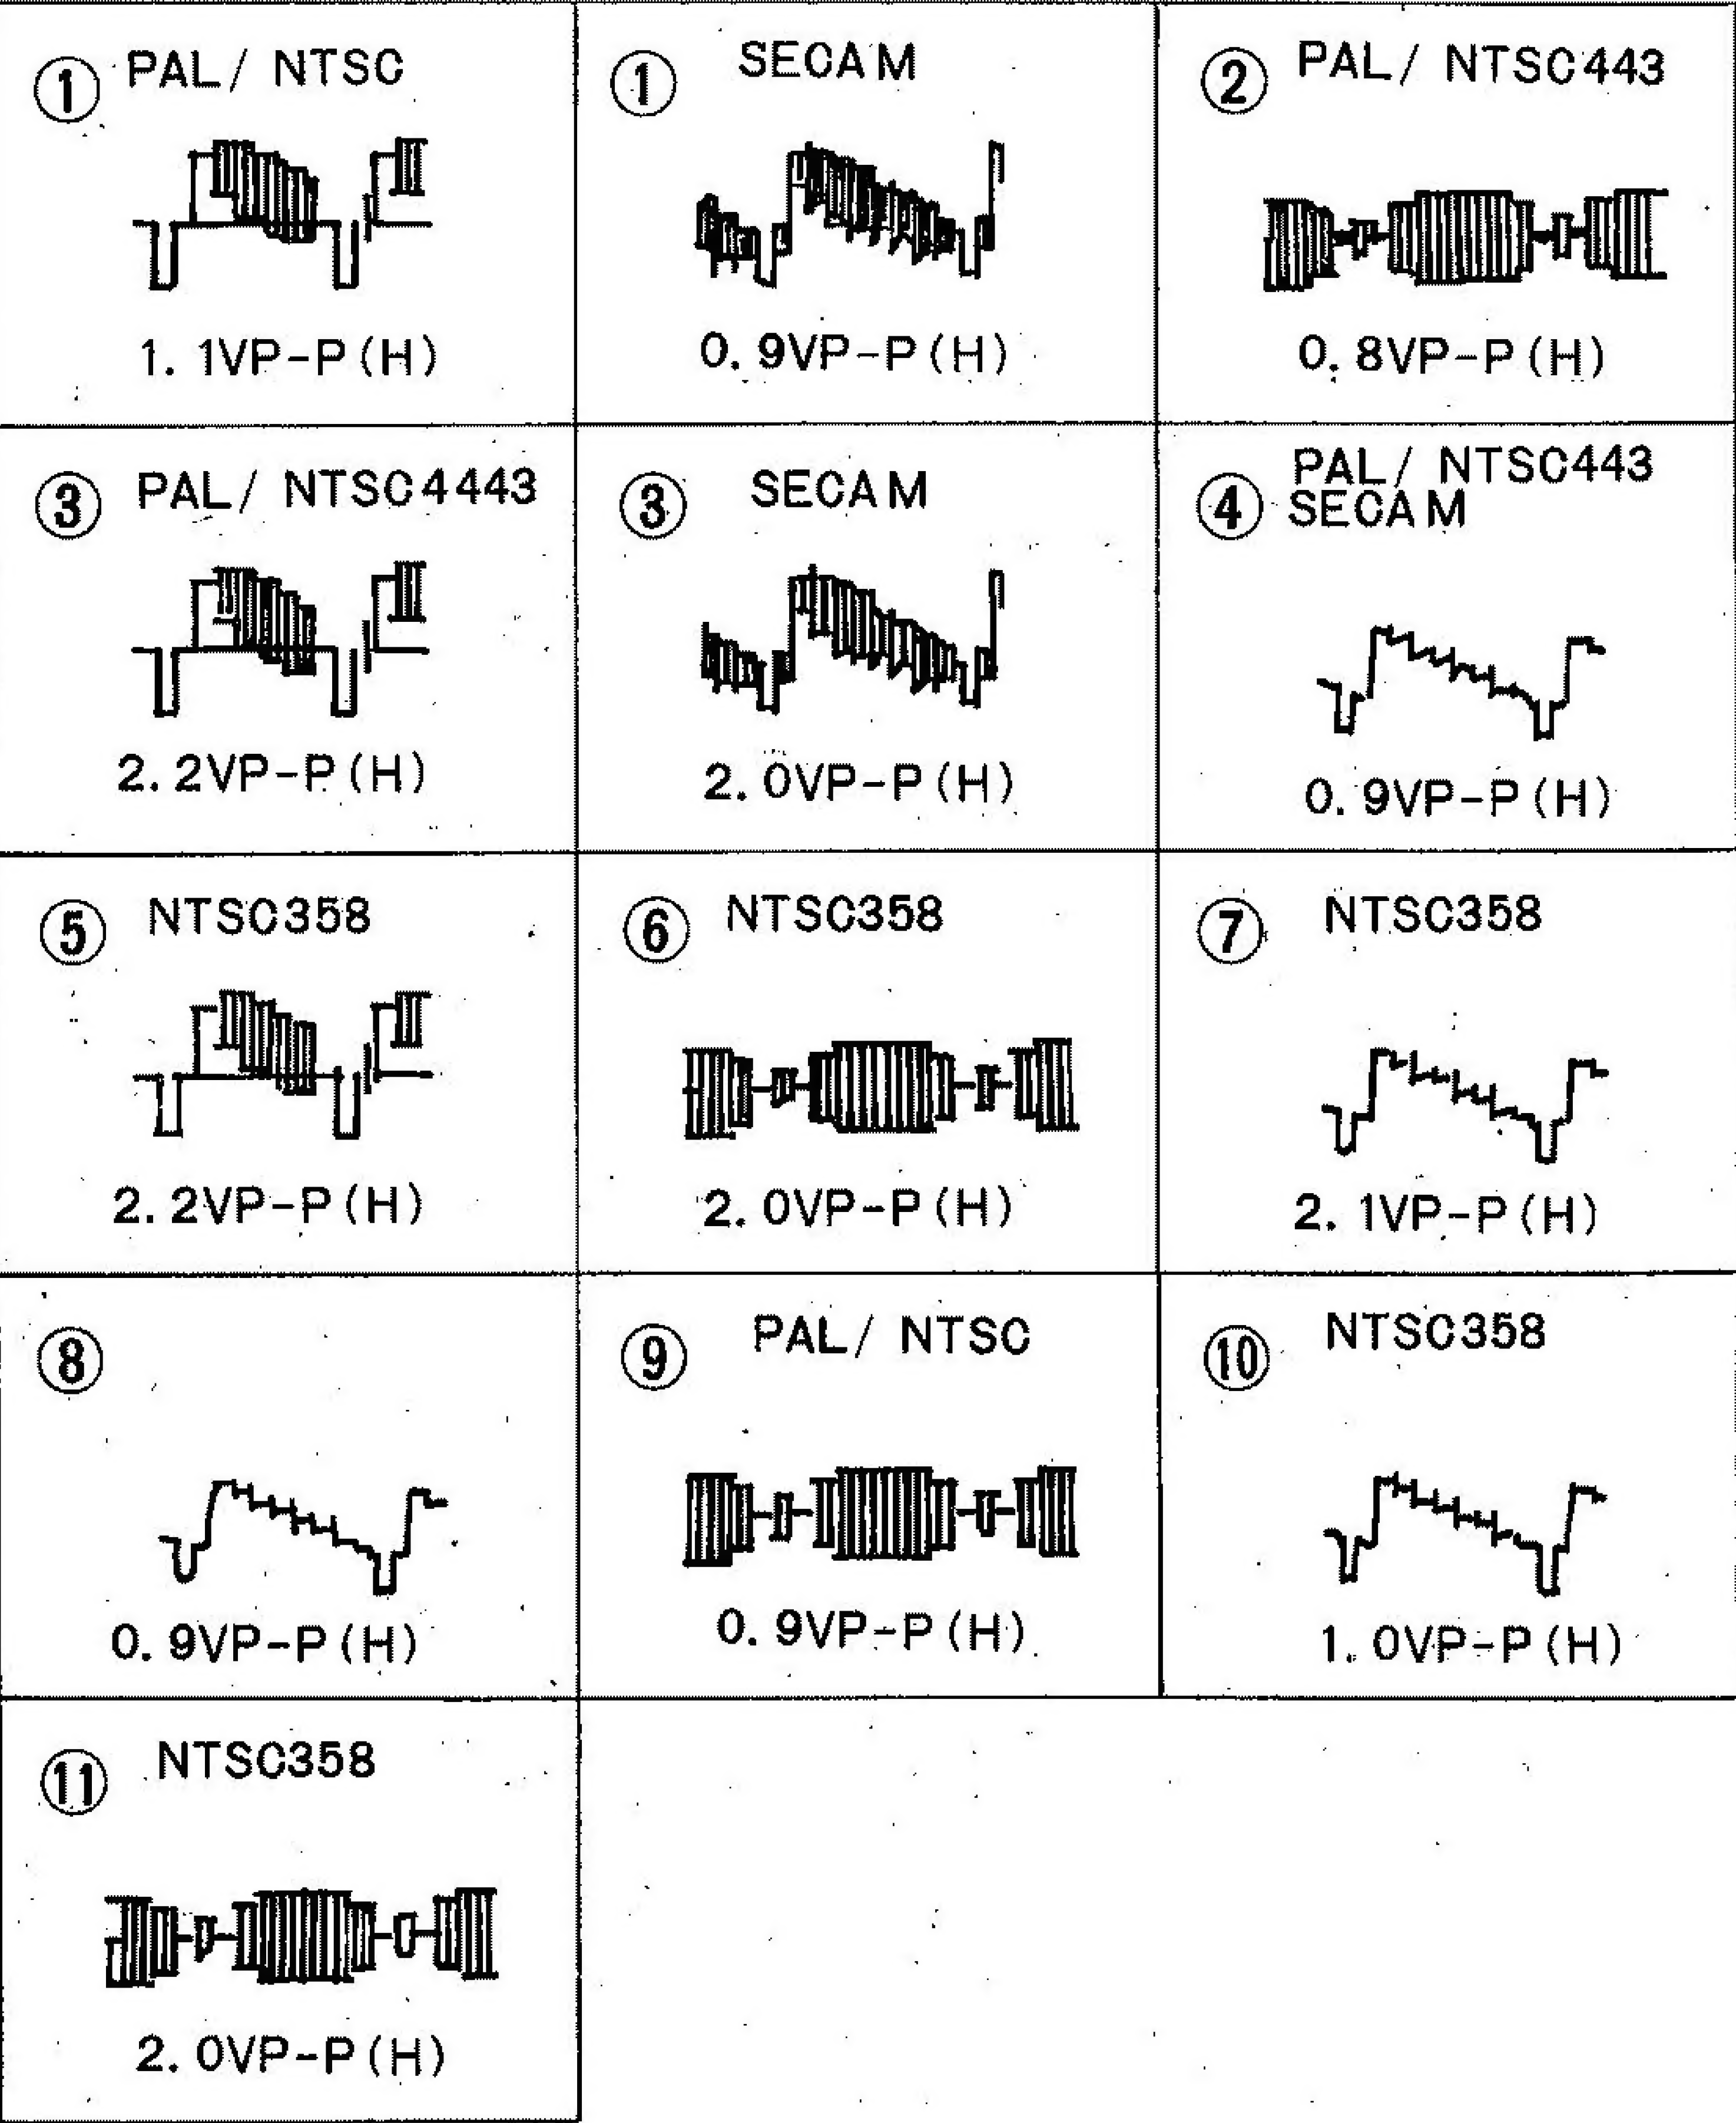 ① PAL/ NTSC
1.1VP-P(H)
① SECAM
0.9VP-P(H)
② PAL/ NTSC443
0.8VP-P(H)
③ PAL/ NTSC4443
2.2VP-P(H)
③ SECAM
2.0VP-P(H)
④ PAL/ NTSC443
SECAM
0.9VP-P(H)
⑤ NTSC358
2.2VP-P(H)
⑥ NTSC358
2.0VP-P(H)
⑦ NTSC358
2.1VP-P(H)
⑧
0.9VP-P(H)
⑨ PAL/ NTSC
0.9VP-P(H)
⑩ NTSC358
1.0VP-P(H)
⑪ NTSC358
2.0VP-P(H)